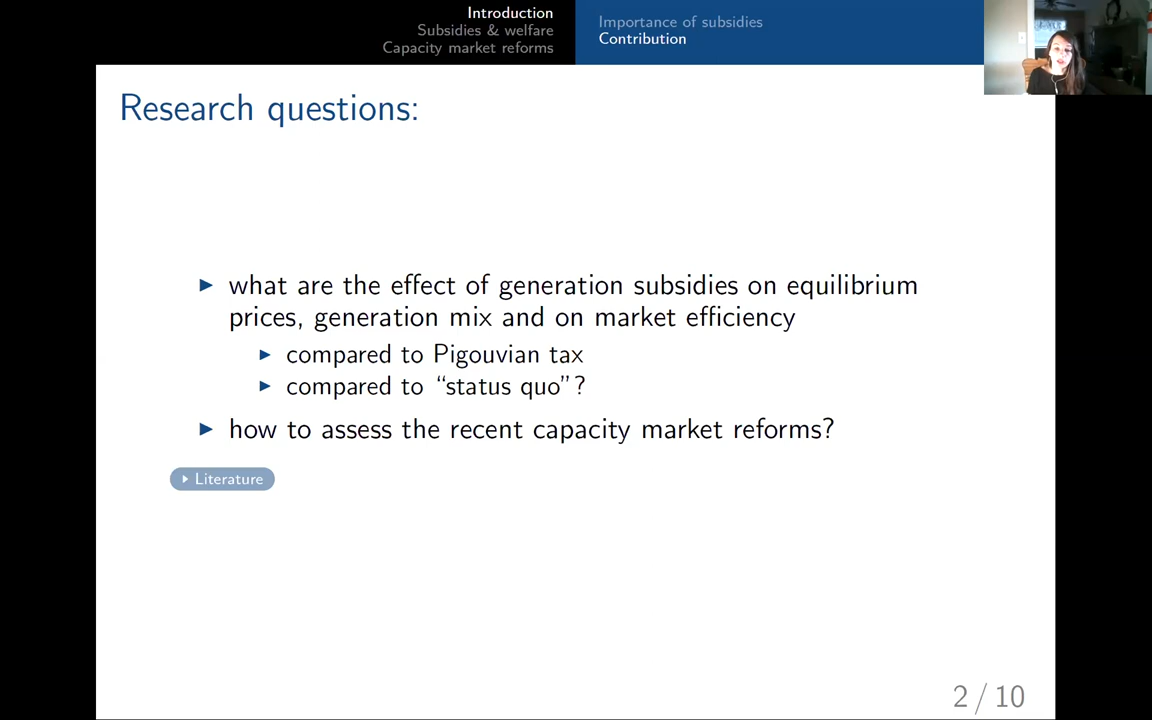 Introduction
Subsidies & welfare
Capacity market reforms
Importance of subsidies
Contribution
Research questions:
what are the effect of generation subsidies on equilibrium
prices, generation mix and on market efficiency
compared to Pigouvian tax
compared to “status quo”?
how to assess the recent capacity market reforms?
Literature
2 / 10